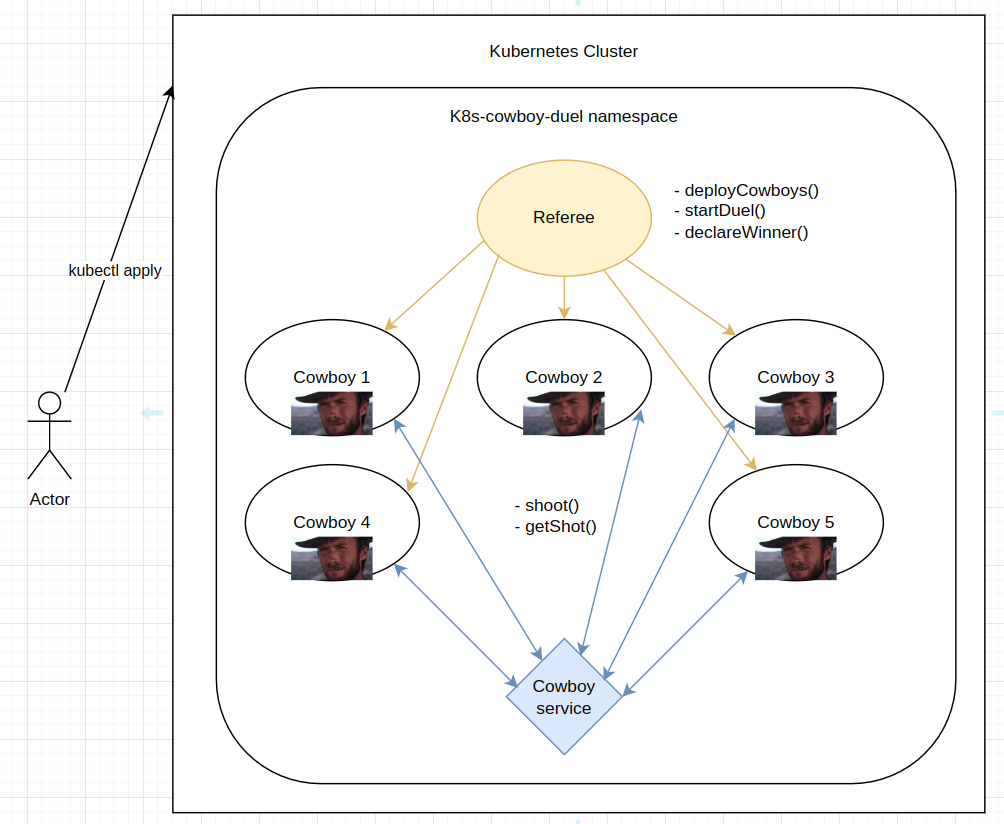 Kubernetes Cluster
K8s-cowboy-duel namespace
Referee
- deployCowboys()
- startDuel()
- declareWinner()
kubectl apply
Actor
Cowboy 1
Cowboy 2
Cowboy 3
Cowboy 4
- shoot()
- getShot()
Cowboy 5
Cowboy
service